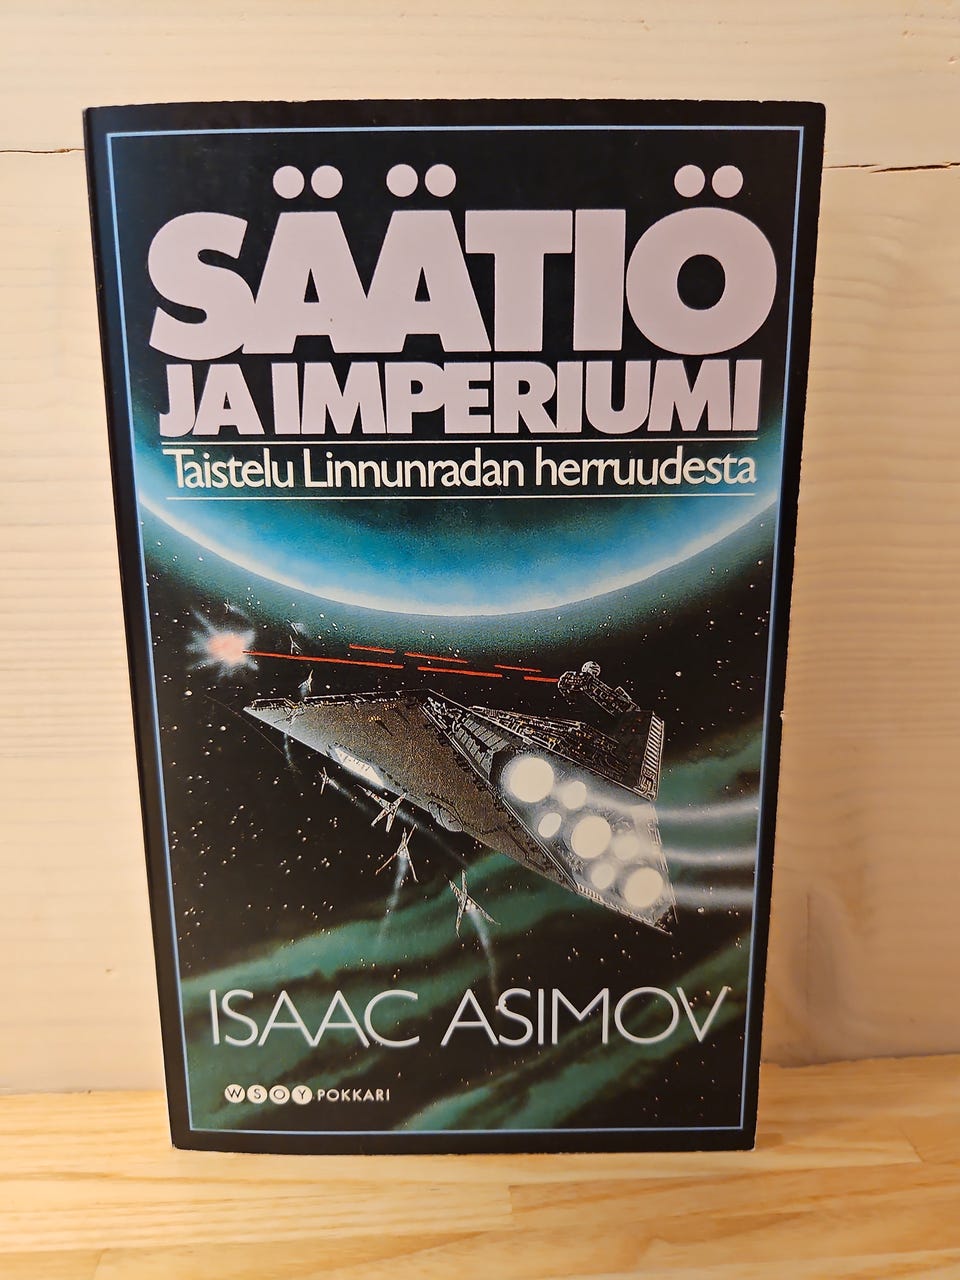 SÄÄTIÖ
JA IMPERIUMI
Taistelu Linnunradan herruudesta
ISAAC ASIMOV
WSOY POKKARI